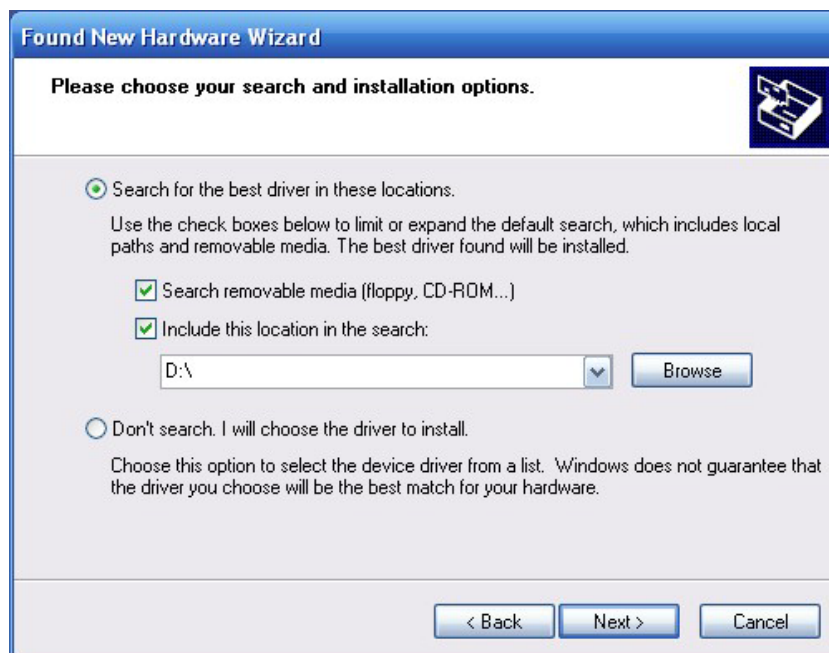 Found New Hardware Wizard
Please choose your search and installation options.
Search for the best driver in these locations.
Use the check boxes below to limit or expand the default search, which includes local
paths and removable media. The best driver found will be installed.
Search removable media (floppy, CD-ROM...)
Include this location in the search:
D:\
Browse
Don't search. I will choose the driver to install.
Choose this option to select the device driver from a list.  Windows does not guarantee that
the driver you choose will be the best match for your hardware.
< Back
Next >
Cancel